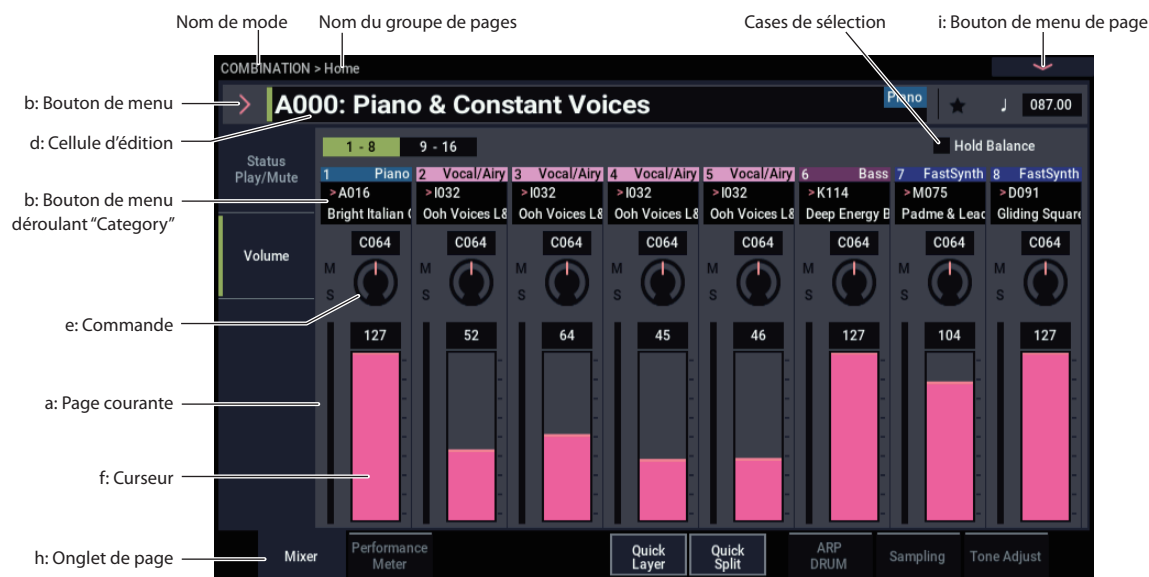 Nom de mode
Nom du groupe de pages
Cases de sélection
i: Bouton de menu de page
COMBINATION > Home
b: Bouton de menu
A000: Piano & Constant Voices
Piano
087.00
d: Cellule d'édition
1 - 8
9 - 16
Hold Balance
Status
Play/Mute
1 Piano
2 Vocal/Airy
3 Vocal/Airy
4 Vocal/Airy
5 Vocal/Airy
6 Bass
7 FastSynth
8 FastSynth
b: Bouton de menu
déroulant “Category”
>A016
>I032
>I032
>I032
>I032
>K114
>M075
>D091
Bright Italian
Ooh Voices L&
Ooh Voices L&
Ooh Voices L&
Ooh Voices L&
Deep Energy B
Padme & Lead
Gliding Square
Volume
C064
C064
C064
C064
C064
C064
C064
C064
M
M
M
M
M
M
M
M
S
S
S
S
S
S
S
S
e: Commande
127
52
64
45
46
127
104
127
a: Page courante
f: Curseur
h: Onglet de page
Mixer
Performance
Meter
Quick
Layer
Quick
Split
ARP
DRUM
Sampling
Tone Adjust